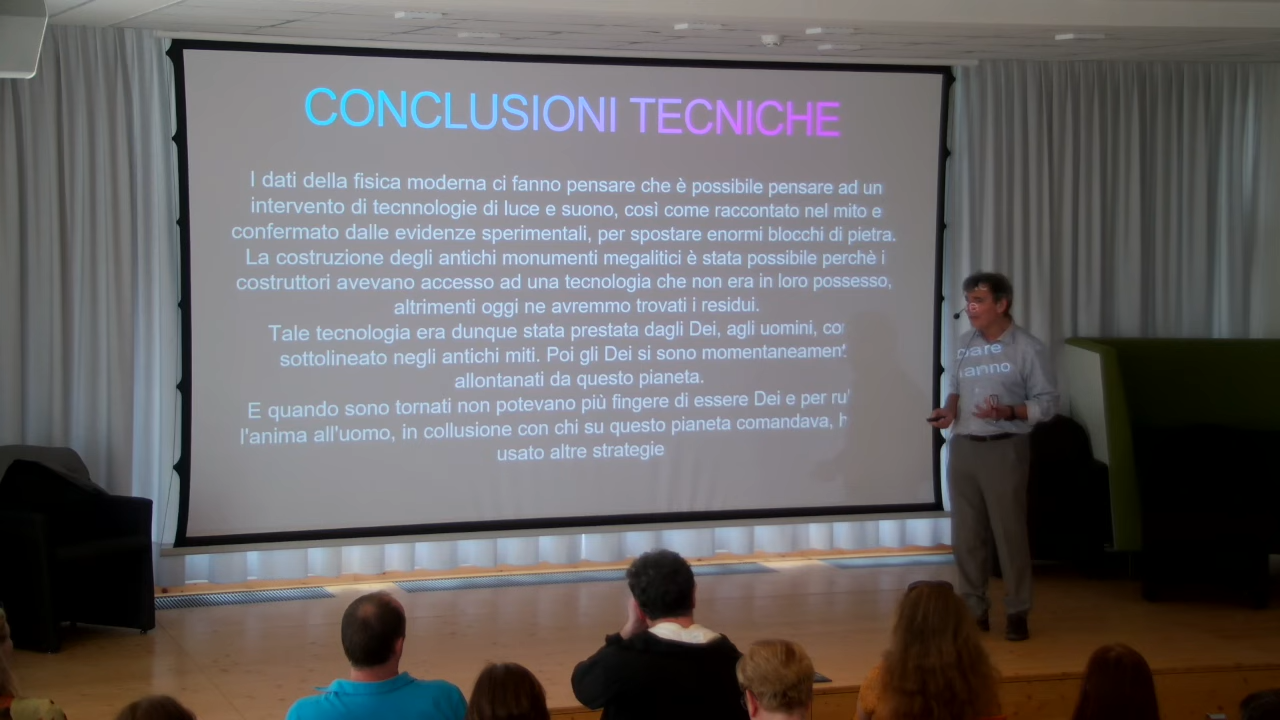 CONCLUSIONI TECNICHE
I dati della fisica moderna ci fanno pensare che è possibile pensare ad un
intervento di tecnnologie di luce e suono, così come raccontato nel mito e
confermato dalle evidenze sperimentali, per spostare enormi blocchi di pietra.
La costruzione degli antichi monumenti megalitici è stata possibile perchè i
costruttori avevano accesso ad una tecnologia che non era in loro possesso,
altrimenti oggi ne avremmo trovati i residui.
Tale tecnologia era dunque stata prestata dagli Dei, agli uomini,
sottolineato negli antichi miti. Poi gli Dei si sono
allontanati da questo pianeta.
E quando sono tornati non potevano più fingere di essere Dei e per
l'anima all'uomo, in collusione con chi su questo pianeta comandava,
usato altre strategie